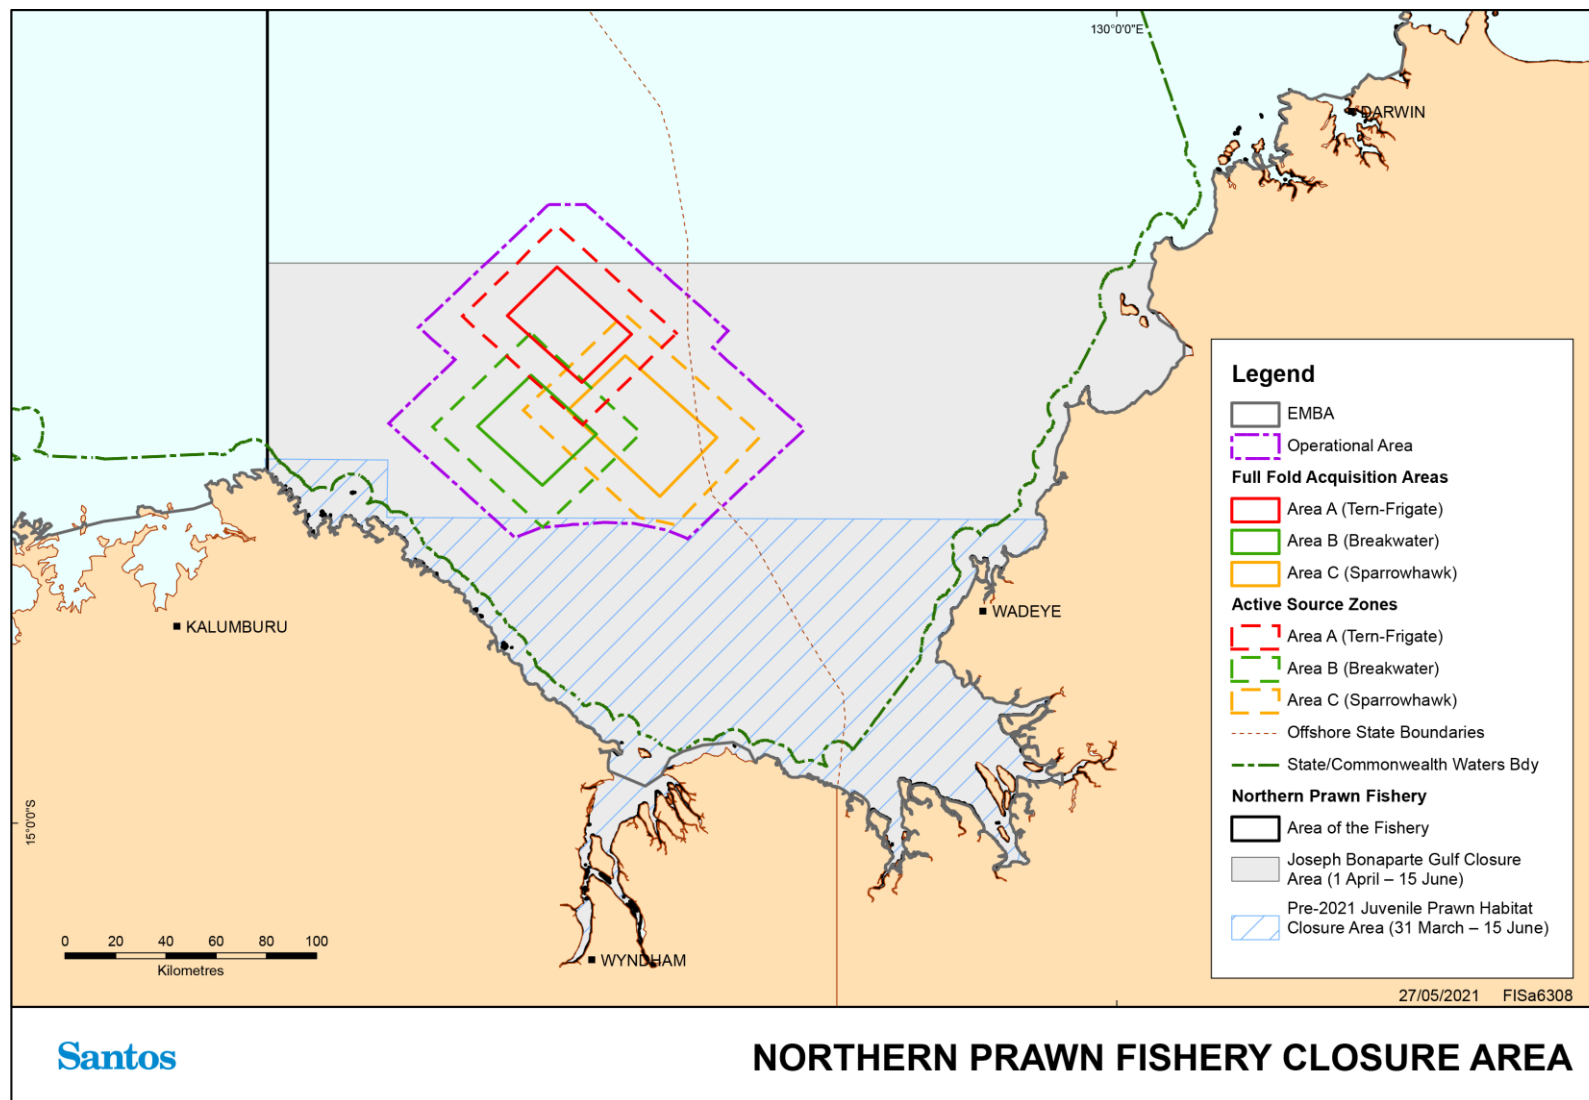 130°0'0"E
DARWIN
Legend
EMBA
Operational Area
Full Fold Acquisition Areas
Area A (Tern-Frigate)
Area B (Breakwater)
Area C (Sparrowhawk)
Active Source Zones
Area A (Tern-Frigate)
Area B (Breakwater)
Area C (Sparrowhawk)
Offshore State Boundaries
State/Commonwealth Waters Bdy
Northern Prawn Fishery
Area of the Fishery
Joseph Bonaparte Gulf Closure
Area (1 April – 15 June)
Pre-2021 Juvenile Prawn Habitat
Closure Area (31 March – 15 June)
KALUMBURU
WADEYE
15°0'0"S
0 20 40 60 80 100
Kilometres
WYNDHAM
27/05/2021 FISa6308
Santos
NORTHERN PRAWN FISHERY CLOSURE AREA